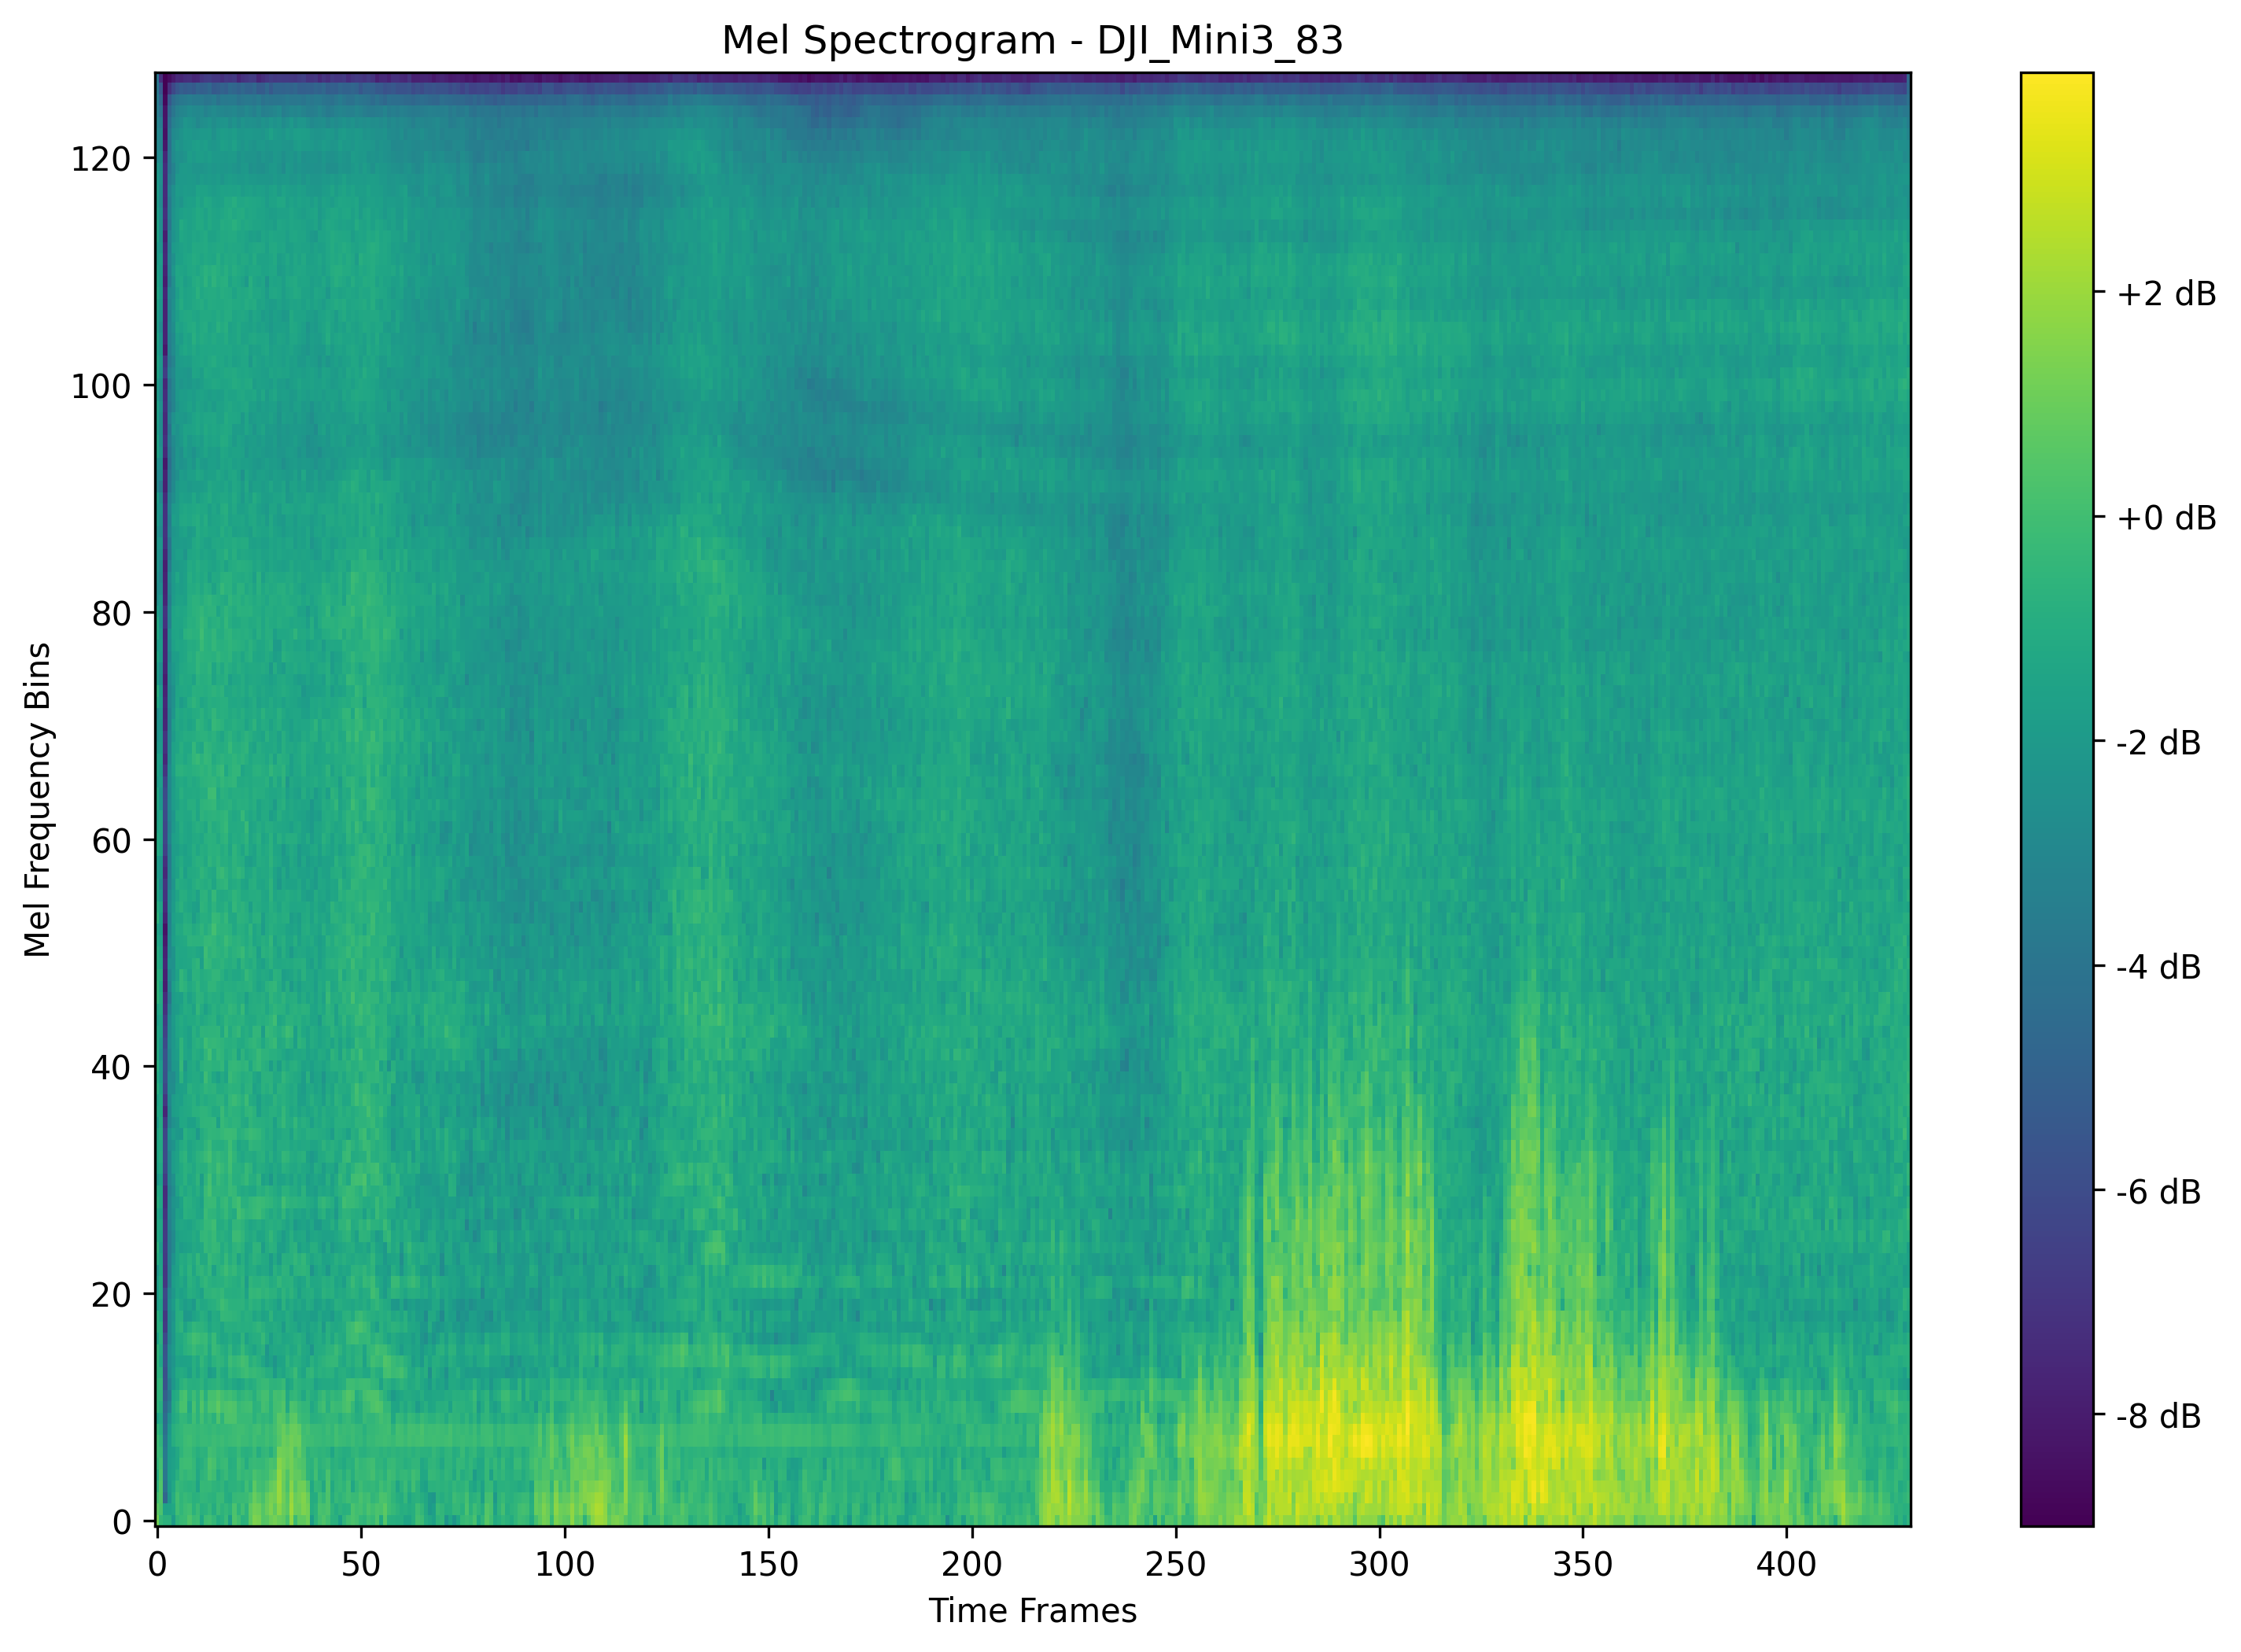 Mel Spectrogram - DJI_Mini3_83
120
100
80
60
40
20
0
Mel Frequency Bins
0 50 100 150 200 250 300 350 400
Time Frames
+2 dB
+0 dB
-2 dB
-4 dB
-6 dB
-8 dB